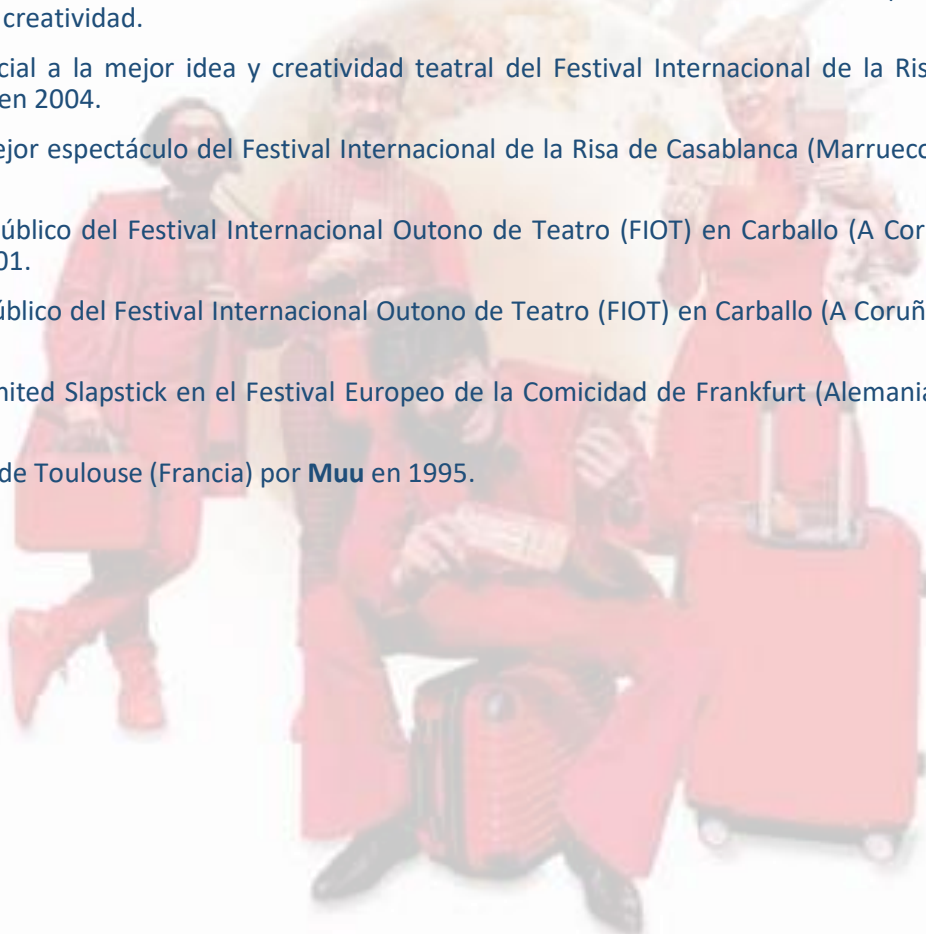 creatividad.
cial a la mejor idea y creatividad teatral del Festival Internacional de la Ris
en 2004.
ejor espectáculo del Festival Internacional de la Risa de Casablanca (Marruecc
úblico del Festival Internacional Outono de Teatro (FIOT) en Carballo (A Cor
01.
úblico del Festival Internacional Outono de Teatro (FIOT) en Carballo (A Coruñ
nited Slapstick en el Festival Europeo de la Comicidad de Frankfurt (Alemania
de Toulouse (Francia) por Muu en 1995.